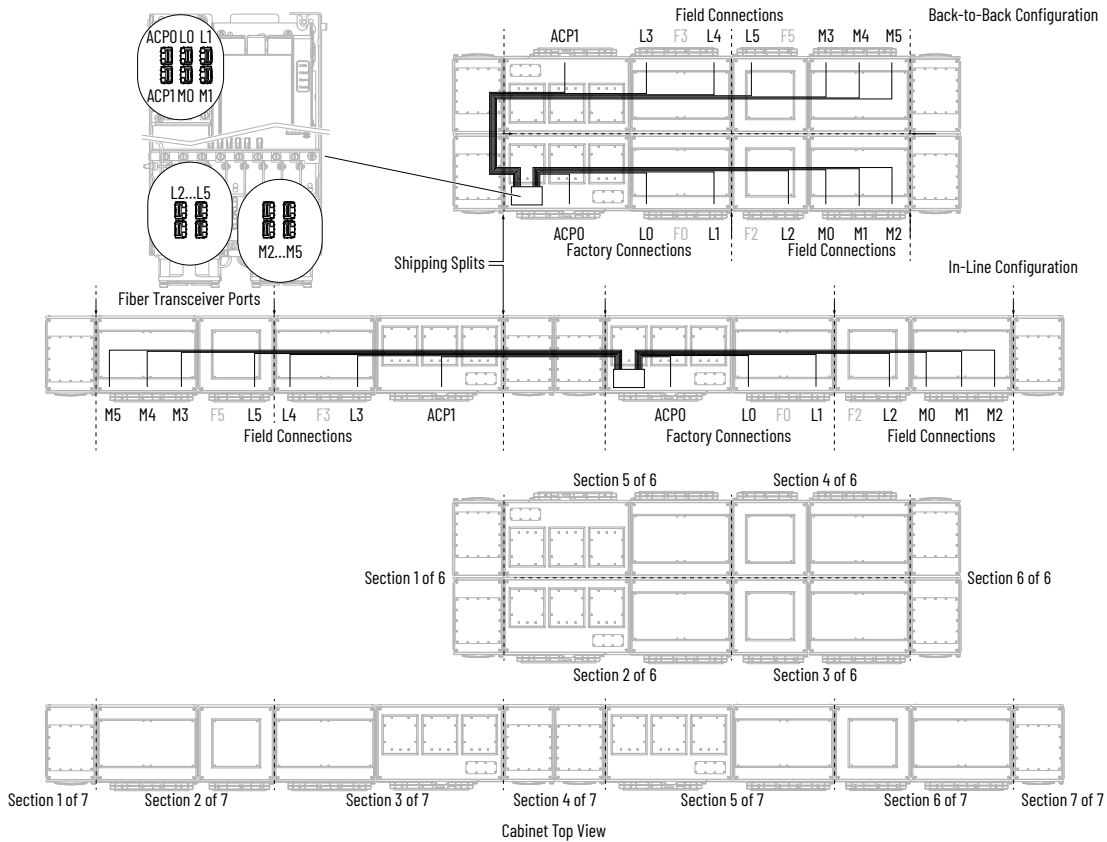 Field Connections
Back-to-Back Configuration
ACP0 L0 L1
ACP1 M0 M1
ACP1 L3 F3 L4 L5 F5 M3 M4 M5
L2...L5
M2...M5
ACP0 L0 F0 L1 F2 L2 M0 M1 M2
Factory Connections
Field Connections
Shipping Splits
In-Line Configuration
Fiber Transceiver Ports
M5 M4 M3 F5 L5 L4 F3 L3 ACP1 ACP0 L0 F0 L1 F2 L2 M0 M1 M2
Field Connections
Factory Connections
Field Connections
Section 5 of 6
Section 4 of 6
Section 1 of 6
Section 6 of 6
Section 2 of 6
Section 3 of 6
Section 1 of 7
Section 2 of 7
Section 3 of 7
Section 4 of 7
Section 5 of 7
Section 6 of 7
Section 7 of 7
Cabinet Top View